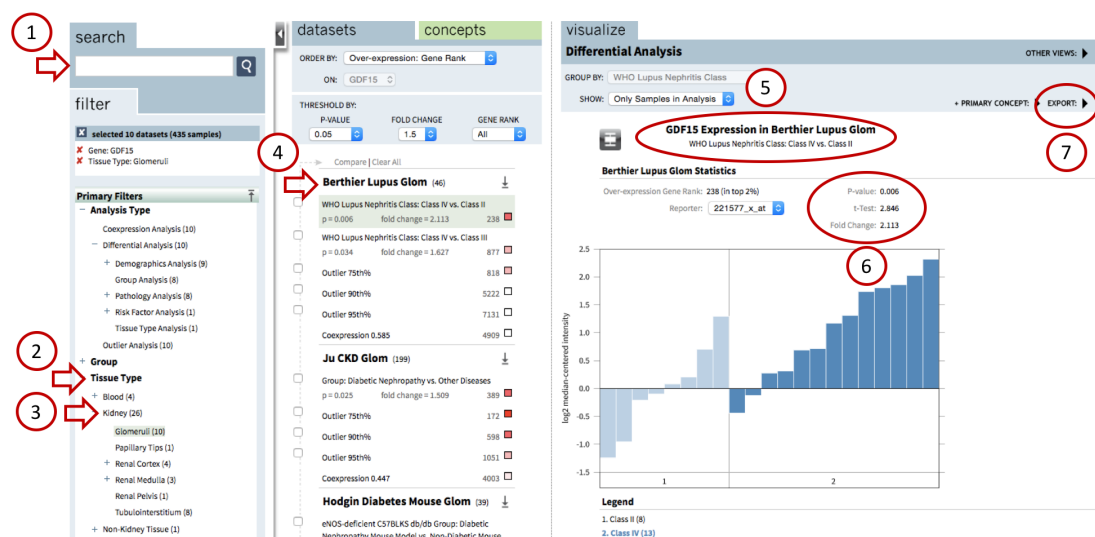 1
search
filter
selected 10 datasets (435 samples)
Gene: GDF15
Tissue Type: Glomeruli
Primary Filters
Analysis Type
Coexpression Analysis (10)
Differential Analysis (10)
Demographics Analysis (9)
Group Analysis (8)
Pathology Analysis (8)
Risk Factor Analysis (1)
Tissue Type Analysis (1)
Outlier Analysis (10)
2
Group
Tissue Type
Blood (4)
3
Kidney (26)
Glomeruli (10)
Papillary Tips (1)
Renal Cortex (4)
Renal Medulla (3)
Renal Pelvis (1)
Tubulointerstitium (8)
Non-Kidney Tissue (1)
datasets concepts
ORDER BY: Over-expression: Gene Rank
ON: GDF15
THRESHOLD BY:
P-VALUE FOLD CHANGE GENE RANK
0.05 1.5 All
4
Compare | Clear All
Berthier Lupus Glom (46)
WHO Lupus Nephritis Class: Class IV vs. Class II
p = 0.006 fold change = 2.113 238
WHO Lupus Nephritis Class: Class IV vs. Class III
p = 0.034 fold change = 1.627 877
Outlier 75th% 818
Outlier 90th% 5222
Outlier 95th% 7131
Coexpression 0.585 4909
Ju CKD Glom (199)
Group: Diabetic Nephropathy vs. Other Diseases
p = 0.025 fold change = 1.509 389
Outlier 75th% 172
Outlier 90th% 598
Outlier 95th% 1051
Coexpression 0.447 4003
Hodgin Diabetes Mouse Glom (39)
eNOS-deficient C57BLKS db/db Group: Diabetic
Nephropathy Mouse Model vs. Non-Diabetic Mouse
visualize
Differential Analysis OTHER VIEWS:
GROUP BY: WHO Lupus Nephritis Class
5
SHOW: Only Samples in Analysis
+ PRIMARY CONCEPT: EXPORT:
7
GDF15 Expression in Berthier Lupus Glom
WHO Lupus Nephritis Class: Class IV vs. Class II
Berthier Lupus Glom Statistics
Over-expression Gene Rank: 238 (in top 2%) P-value: 0.006
Reporter: 221577_x_at t-Test: 2.846
Fold Change: 2.113
6
log2 median-centered intensity
2.5
2.0
1.5
1.0
0.5
0.0
-0.5
-1.0
-1.5
1 2
Legend
1. Class II (8)
2. Class IV (13)